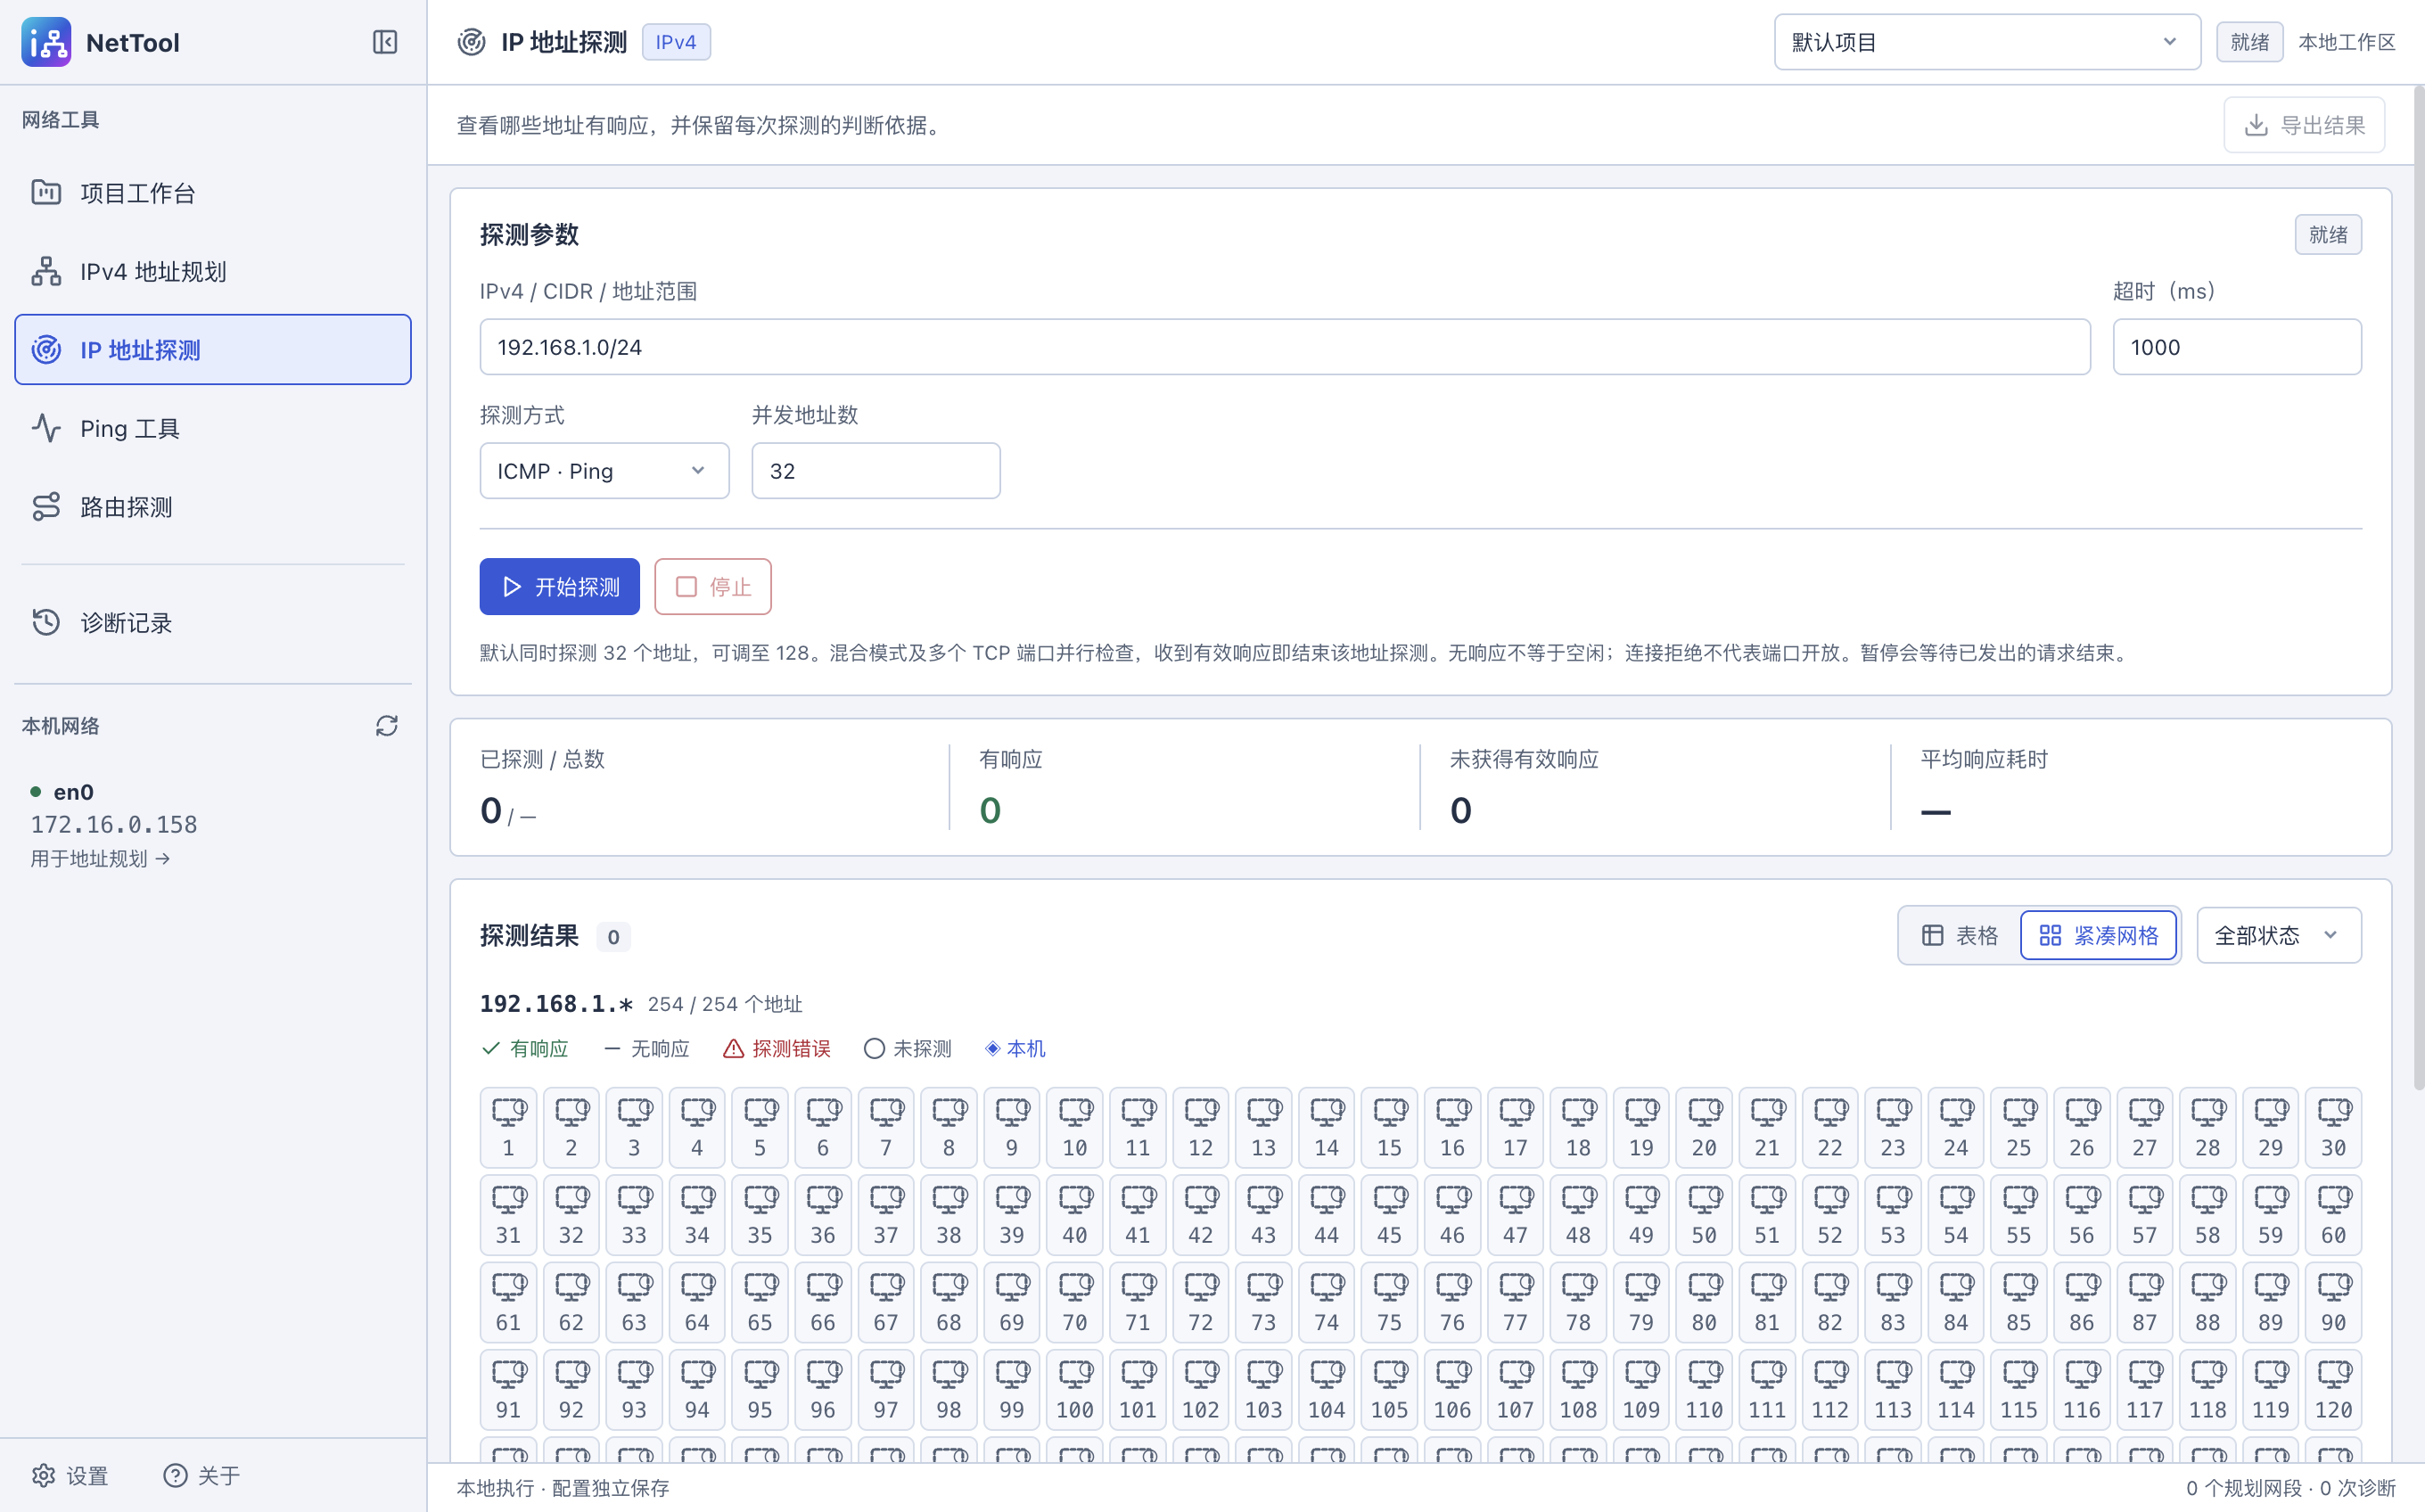 NetTool
网络工具
项目工作台
IPv4 地址规划
IP 地址探测
Ping 工具
路由探测
诊断记录
本机网络
en0
172.16.0.158
用于地址规划 →
设置
关于
IP 地址探测
IPv4
默认项目
就绪
本地工作区
查看哪些地址有响应，并保留每次探测的判断依据。
导出结果
探测参数
就绪
IPv4 / CIDR / 地址范围
超时（ms）
192.168.1.0/24
1000
探测方式
并发地址数
ICMP · Ping
32
开始探测
停止
默认同时探测 32 个地址，可调至 128。混合模式及多个 TCP 端口并行检查，收到有效响应即结束该地址探测。无响应不等于空闲；连接拒绝不代表端口开放。暂停会等待已发出的请求结束。
已探测 / 总数
有响应
未获得有效响应
平均响应耗时
0 / —
0
0
—
探测结果 0
表格
紧凑网格
全部状态
192.168.1.* 254 / 254 个地址
有响应
无响应
探测错误
未探测
本机
1 2 3 4 5 6 7 8 9 10 11 12 13 14 15 16 17 18 19 20 21 22 23 24 25 26 27 28 29 30
31 32 33 34 35 36 37 38 39 40 41 42 43 44 45 46 47 48 49 50 51 52 53 54 55 56 57 58 59 60
61 62 63 64 65 66 67 68 69 70 71 72 73 74 75 76 77 78 79 80 81 82 83 84 85 86 87 88 89 90
91 92 93 94 95 96 97 98 99 100 101 102 103 104 105 106 107 108 109 110 111 112 113 114 115 116 117 118 119 120
本地执行 · 配置独立保存
0 个规划网段 · 0 次诊断